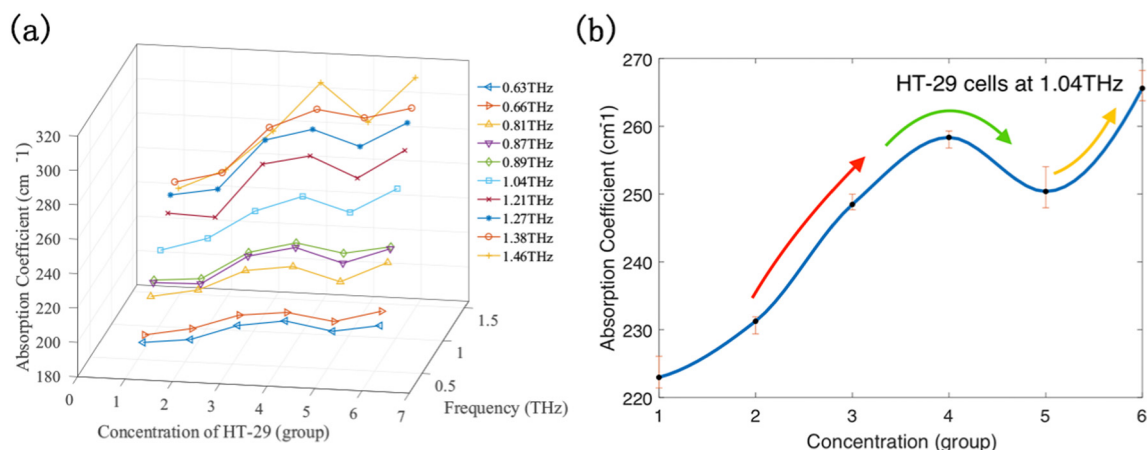 (a)
320
300
280
260
240
220
200
180
Absorption Coefficient (cm⁻¹)
0
1
2
3
4
5
6
7
Concentration of HT-29 (group)
0.5
1
1.5
Frequency (THz)
0.63THz
0.66THz
0.81THz
0.87THz
0.89THz
1.04THz
1.21THz
1.27THz
1.38THz
1.46THz
(b)
HT-29 cells at 1.04THz
270
260
250
240
230
220
Absorption Coefficient (cm⁻¹)
1
2
3
4
5
6
Concentration (group)